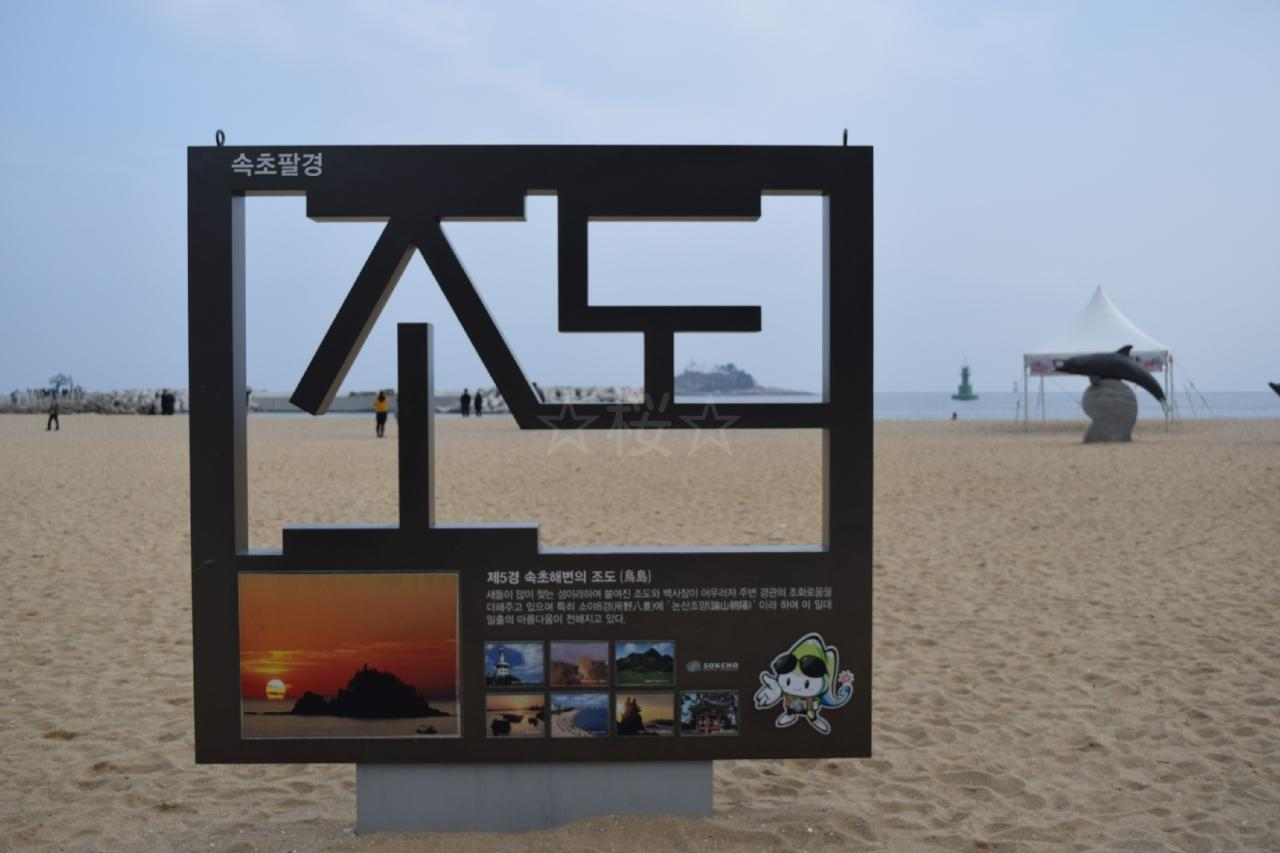 속초팔경
조도
☆桜☆
제5경 속초해변의 조도 (鳥島)
새들이 많이 찾는 섬이라하여 붙여진 조도와 백사장이 어우러져 주변 경관의 조화로움을
더해주고 있으며 특히 소야8경(所野八景)에 '논산조양(論山朝陽)' 이라 하여 이 일대
일출의 아름다움이 전해지고 있다.
SOKCHO